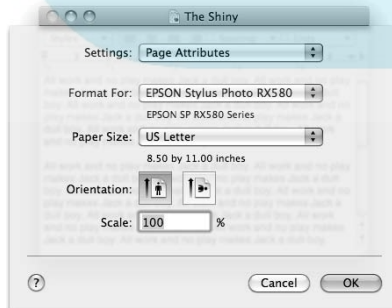 The Shiny
Settings: Page Attributes
Format For: EPSON Stylus Photo RX580
EPSON SP RX580 Series
Paper Size: US Letter
8.50 by 11.00 inches
Orientation:
Scale: 100 %
? Cancel OK